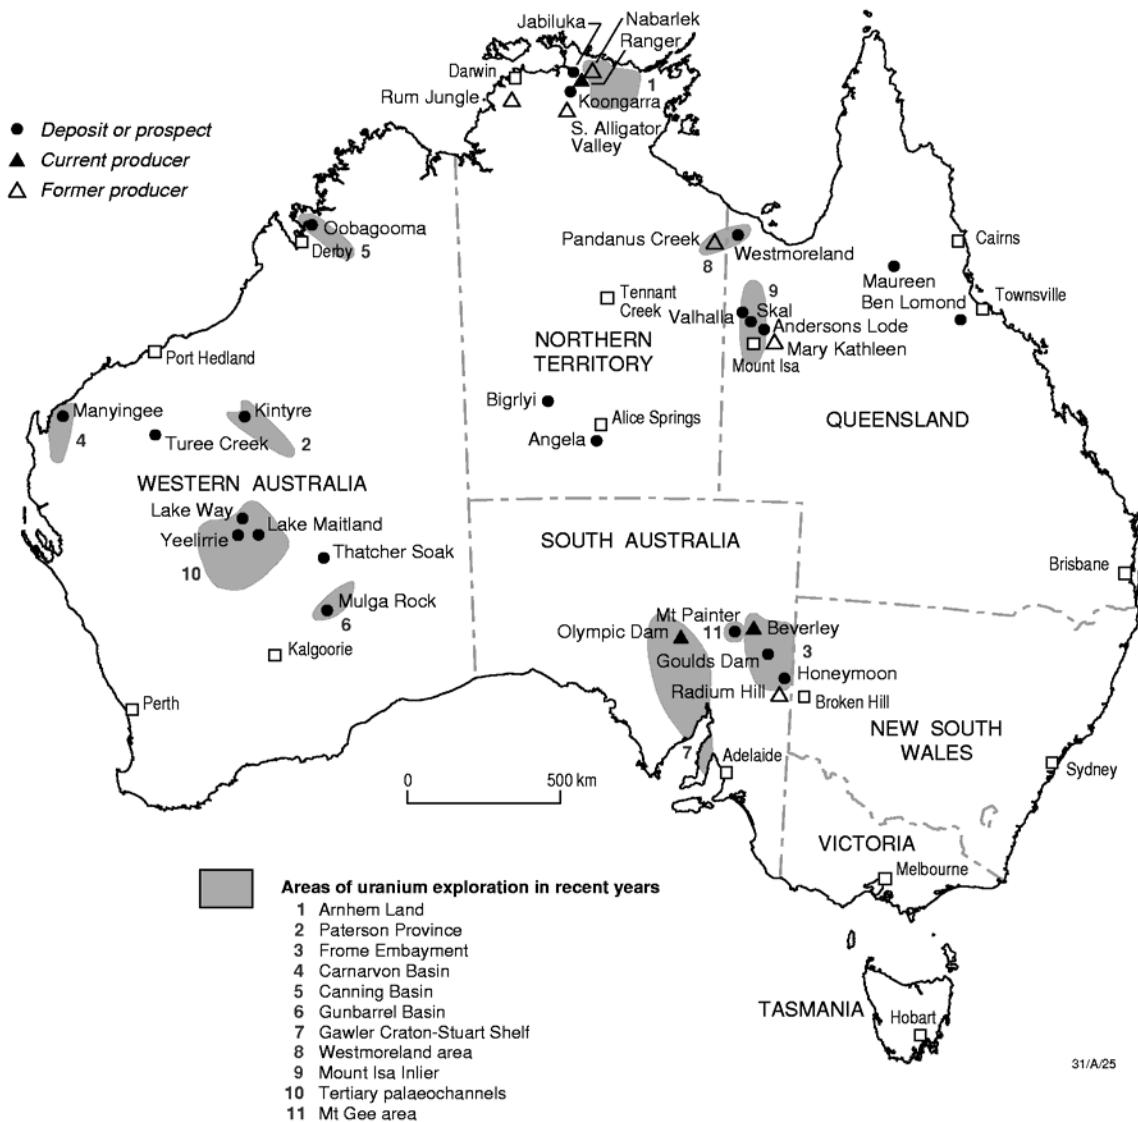 Jabiluka
Nabarlek
Ranger
Darwin
Rum Jungle
1
Koongarra
S. Alligator
Valley
Deposit or prospect
Current producer
Former producer
Oobagooma
Derby
5
Pandanus Creek
8
Westmoreland
Cairns
Maureen
Ben Lomond
Townsville
9
Tennant
Creek
Valhalla
Skal
Andersons Lode
Mary Kathleen
Mount Isa
NORTHERN
TERRITORY
Port Hedland
Manyingee
4
Turee Creek
Kintyre
2
Bigrlyi
Alice Springs
Angela
QUEENSLAND
WESTERN AUSTRALIA
Lake Way
Yeelirrie
Lake Maitland
10
Thatcher Soak
Mulga Rock
6
Kalgoorie
Perth
SOUTH AUSTRALIA
Brisbane
Mt Painter
Olympic Dam
11
Beverley
3
Goulds Dam
Honeymoon
Radium Hill
Broken Hill
7
Adelaide
NEW SOUTH
WALES
Sydney
0
500 km
VICTORIA
Melbourne
TASMANIA
Hobart
Areas of uranium exploration in recent years
1 Arnhem Land
2 Paterson Province
3 Frome Embayment
4 Carnarvon Basin
5 Canning Basin
6 Gunbarrel Basin
7 Gawler Craton-Stuart Shelf
8 Westmoreland area
9 Mount Isa Inlier
10 Tertiary palaeochannels
11 Mt Gee area
31/A/25